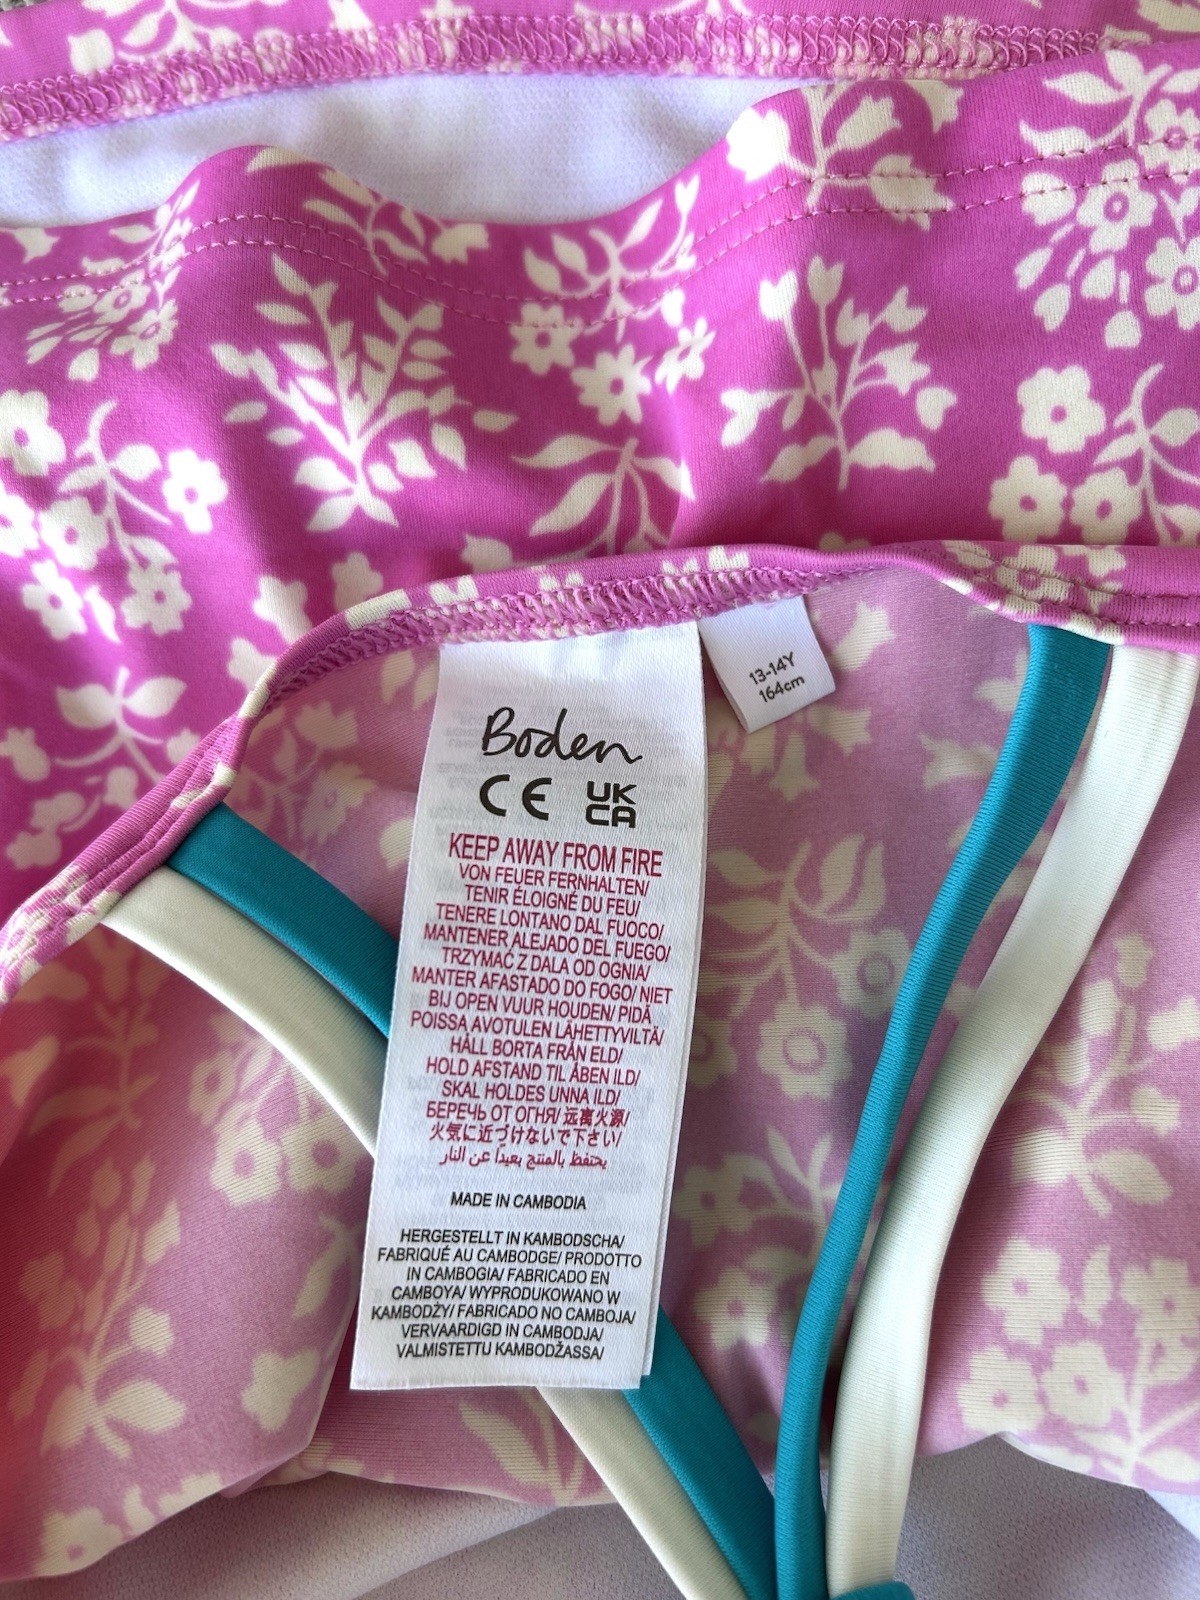 13-14Y
164cm
Boden
CE UK
CA
KEEP AWAY FROM FIRE
VON FEUER FERNHALTEN/
TENIR ÉLOIGNÉ DU FEU/
TENERE LONTANO DAL FUOCO/
MANTENER ALEJADO DEL FUEGO/
TRZYMAĆ Z DALA OD OGNIA/
MANTER AFASTADO DO FOGO/ NIET
BIJ OPEN VUUR HOUDEN/ PIDÄ
POISSA AVOTULEN LÄHETTYVILTÄ/
HÅLL BORTA FRÅN ELD/
HOLD AFSTAND TIL ÅBEN ILD/
SKAL HOLDES UNNA ILD/
БЕРЕЧЬ ОТ ОГНЯ/ 远离火源/
火気に近づけないで下さい/
يحتفظ بالمنتج بعيداً عن النار
MADE IN CAMBODIA
HERGESTELLT IN KAMBODSCHA/
FABRIQUÉ AU CAMBODGE/ PRODOTTO
IN CAMBOGIA/ FABRICADO EN
CAMBOYA/ WYPRODUKOWANO W
KAMBODŻY/ FABRICADO NO CAMBOJA/
VERVAARDIGD IN CAMBODJA/
VALMISTETTU KAMBODŽASSA/